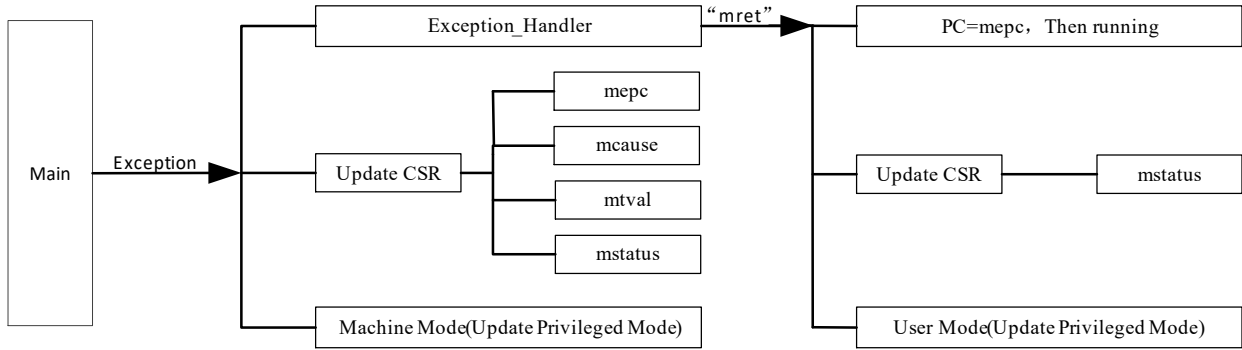 Main
Exception
Exception_Handler
Update CSR
mepc
mcause
mtval
mstatus
Machine Mode(Update Privileged Mode)
“mret”
PC=mepc，Then running
Update CSR
mstatus
User Mode(Update Privileged Mode)